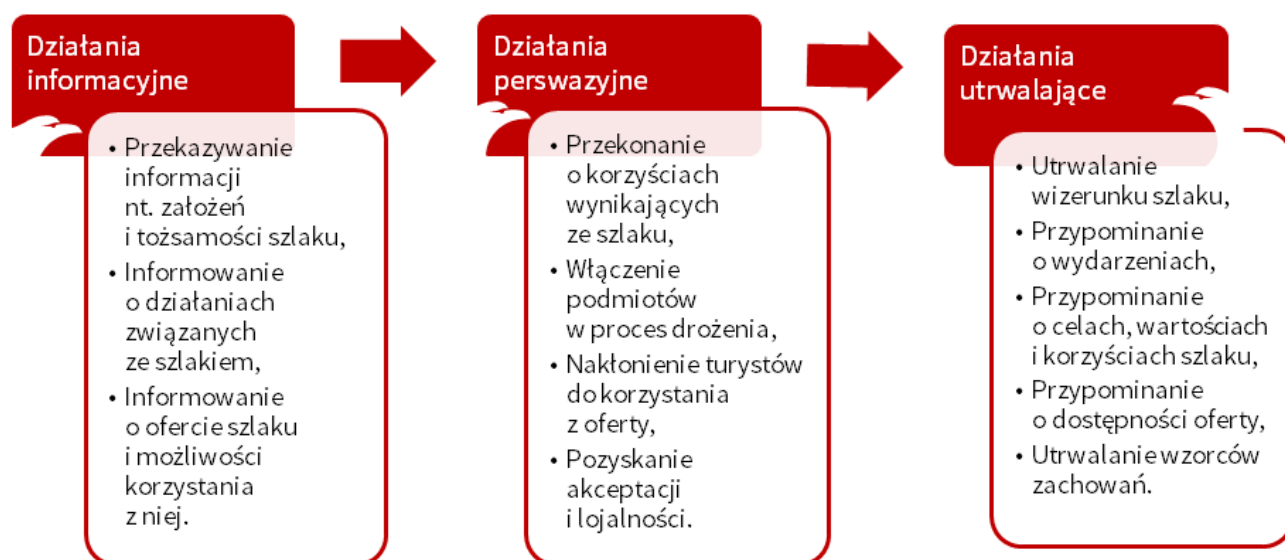 Działania
informacyjne
• Przekazywanie
informacji
nt. założeń
i tożsamości szlaku,
• Informowanie
o działaniach
związanych
ze szlakiem,
• Informowanie
o ofercie szlaku
i możliwości
korzystania
z niej.
Działania
perswazyjne
• Przekonanie
o korzyściach
wynikających
ze szlaku,
• Włączenie
podmiotów
w proces drożenia,
• Nakłonienie turystów
do korzystania
z oferty,
• Pozyskanie
akceptacji
i lojalności.
Działania
utrwalające
• Utrwalanie
wizerunku szlaku,
• Przypominanie
o wydarzeniach,
• Przypominanie
o celach, wartościach
i korzyściach szlaku,
• Przypominanie
o dostępności oferty,
• Utrwalanie wzorców
zachowań.